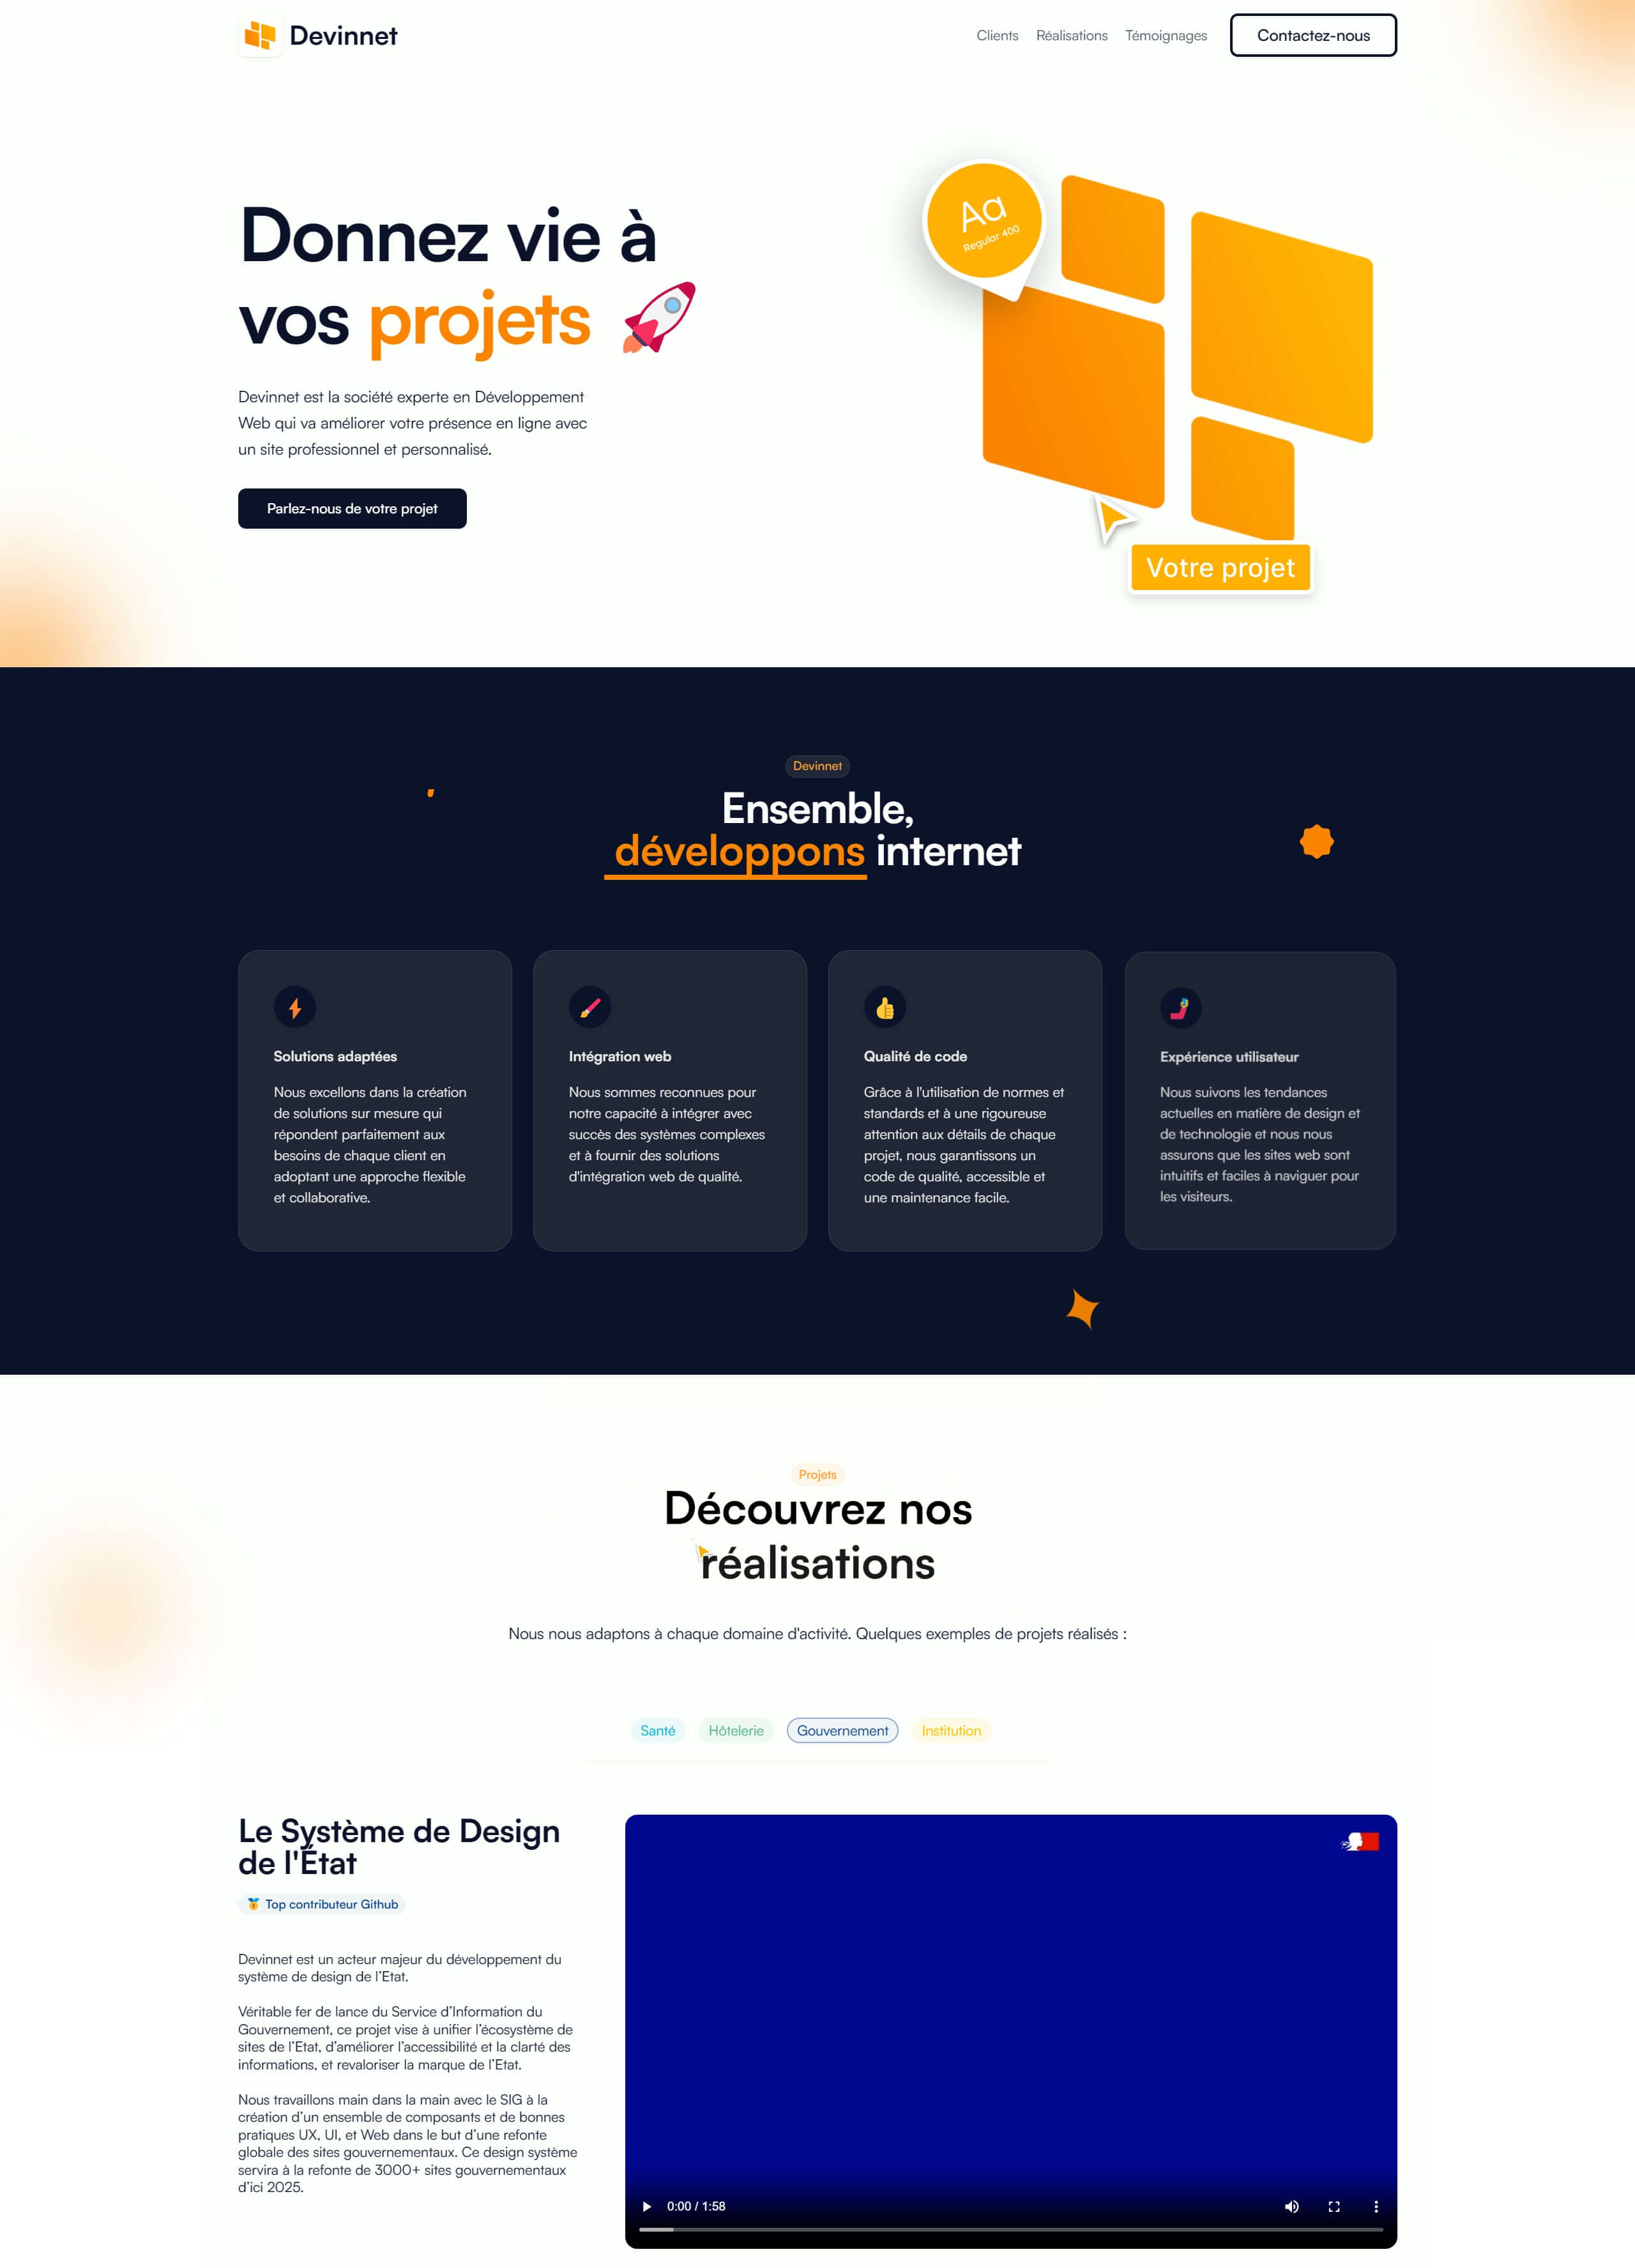 Devinnet
Clients Réalisations Témoignages Contactez-nous
Donnez vie à
vos projets
Devinnet est la société experte en Développement
Web qui va améliorer votre présence en ligne avec
un site professionnel et personnalisé.
Parlez-nous de votre projet
Aa
Regular 400
Votre projet
Devinnet
Ensemble,
développons internet
Solutions adaptées
Nous excellons dans la création
de solutions sur mesure qui
répondent parfaitement aux
besoins de chaque client en
adoptant une approche flexible
et collaborative.
Intégration web
Nous sommes reconnues pour
notre capacité à intégrer avec
succès des systèmes complexes
et à fournir des solutions
d'intégration web de qualité.
Qualité de code
Grâce à l'utilisation de normes et
standards et à une rigoureuse
attention aux détails de chaque
projet, nous garantissons un
code de qualité, accessible et
une maintenance facile.
Expérience utilisateur
Nous suivons les tendances
actuelles en matière de design et
de technologie et nous nous
assurons que les sites web sont
intuitifs et faciles à naviguer pour
les visiteurs.
Projets
Découvrez nos
réalisations
Nous nous adaptons à chaque domaine d'activité. Quelques exemples de projets réalisés :
Santé Hôtelerie Gouvernement Institution
Le Système de Design
de l'État
Top contributeur Github
Devinnet est un acteur majeur du développement du
système de design de l’Etat.
Véritable fer de lance du Service d’Information du
Gouvernement, ce projet vise à unifier l’écosystème de
sites de l’Etat, d’améliorer l’accessibilité et la clarté des
informations, et revaloriser la marque de l’Etat.
Nous travaillons main dans la main avec le SIG à la
création d’un ensemble de composants et de bonnes
pratiques UX, UI, et Web dans le but d’une refonte
globale des sites gouvernementaux. Ce design système
servira à la refonte de 3000+ sites gouvernementaux
d’ici 2025.
0:00 / 1:58